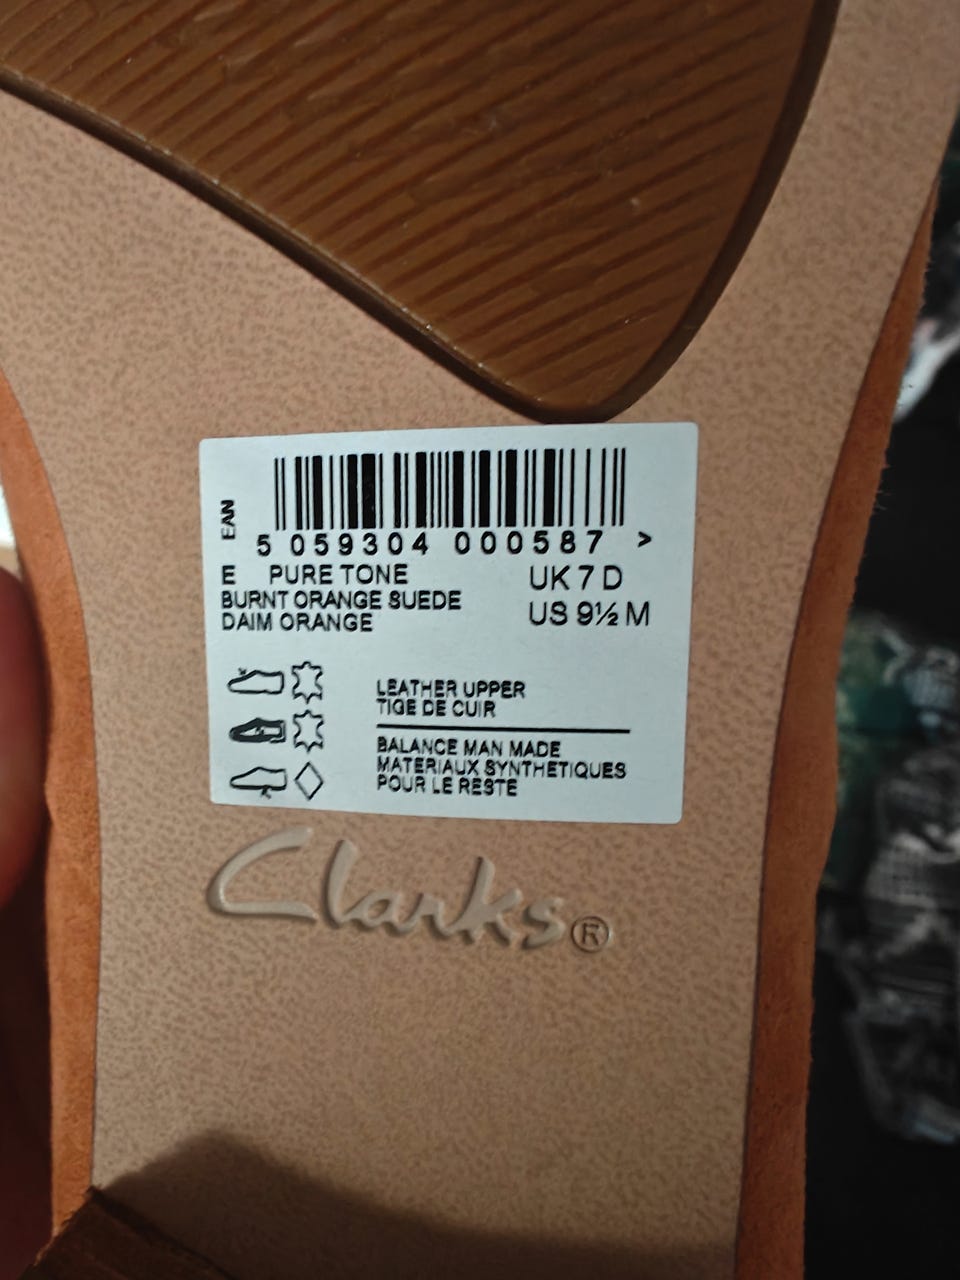 EAN
5 059304 000587 >
E PURE TONE
BURNT ORANGE SUEDE
DAIM ORANGE
UK 7 D
US 9½ M
LEATHER UPPER
TIGE DE CUIR
BALANCE MAN MADE
MATERIAUX SYNTHETIQUES
POUR LE RESTE
Clarks®